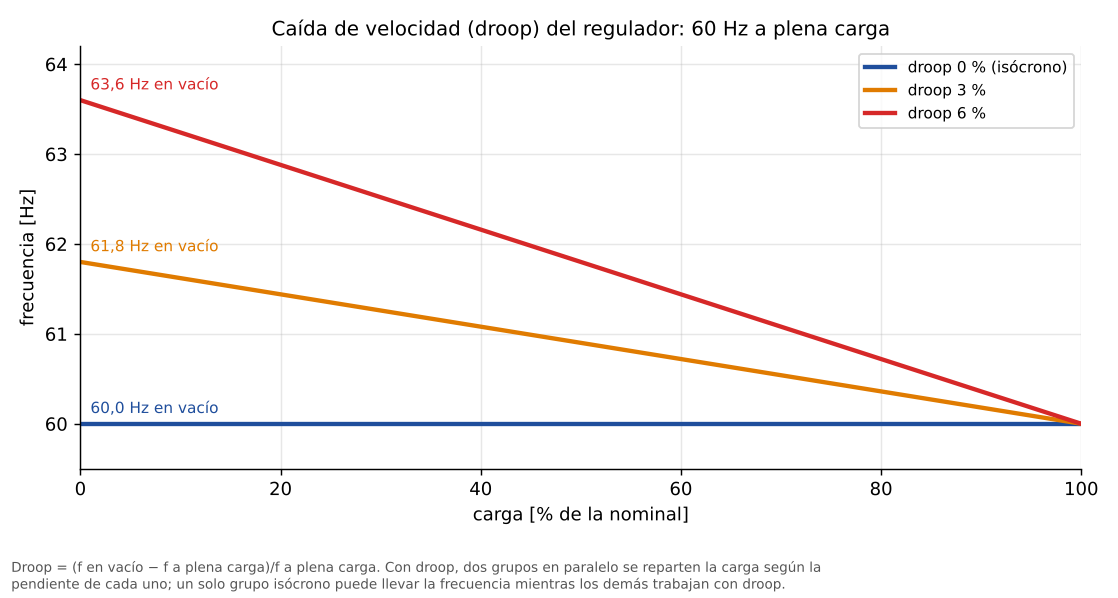 Caída de velocidad (droop) del regulador: 60 Hz a plena carga
droop 0 % (isócrono)
droop 3 %
droop 6 %
63,6 Hz en vacío
61,8 Hz en vacío
60,0 Hz en vacío
frecuencia [Hz]
64
63
62
61
60
0
20
40
60
80
100
carga [% de la nominal]
Droop = (f en vacío − f a plena carga)/f a plena carga. Con droop, dos grupos en paralelo se reparten la carga según la
pendiente de cada uno; un solo grupo isócrono puede llevar la frecuencia mientras los demás trabajan con droop.